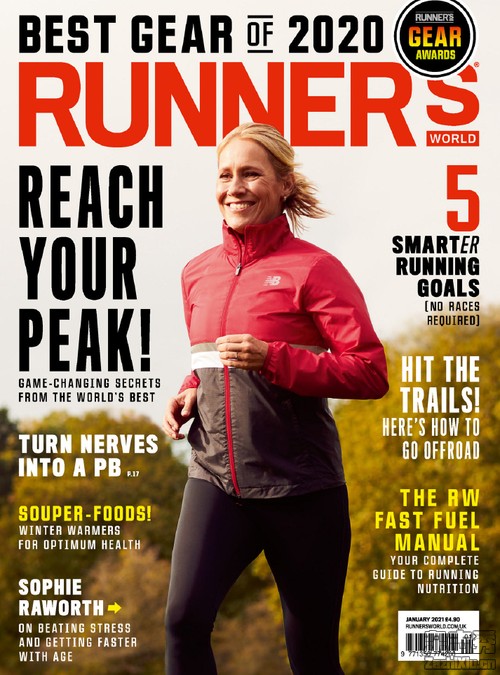 BEST GEAR OF 2020
RUNNER'S
GEAR
AWARDS
RUNNER'S
WORLD
REACH
YOUR
PEAK!
GAME-CHANGING SECRETS
FROM THE WORLD'S BEST
TURN NERVES
INTO A PB P.17
SOUPER-FOODS!
WINTER WARMERS
FOR OPTIMUM HEALTH
SOPHIE
RAWORTH
ON BEATING STRESS
AND GETTING FASTER
WITH AGE
5
SMARTER
RUNNING
GOALS
(NO RACES
REQUIRED)
HIT THE
TRAILS!
HERE'S HOW TO
GO OFFROAD
THE RW
FAST FUEL
MANUAL
YOUR COMPLETE
GUIDE TO RUNNING
NUTRITION
JANUARY 2021 £4.90
RUNNERSWORLD.COM/UK